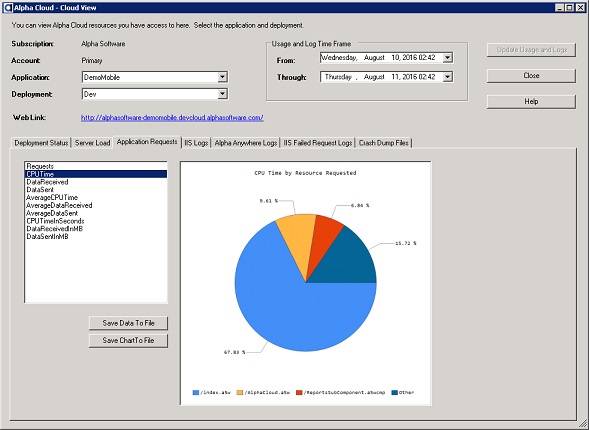 Alpha Cloud - Cloud View
You can view Alpha Cloud resources you have access to here. Select the application and deployment.
Subscription: Alpha Software
Account: Primary
Application: DemoMobile
Deployment: Dev
Web Link: http://alphasoftware-demomobile.devcloud.alphasoftware.com/
Usage and Log Time Frame
From: Wednesday, August 10, 2016 02:42
Through: Thursday , August 11, 2016 02:42
Update Usage and Logs
Close
Help
Deployment Status Server Load Application Requests IIS Logs Alpha Anywhere Logs IIS Failed Request Logs Crash Dump Files
Requests
CPUTime
DataReceived
DataSent
AverageCPUTime
AverageDataReceived
AverageDataSent
CPUTimeInSeconds
DataReceivedInMB
DataSentInMB
Save Data To File
Save ChartTo File
CPU Time by Resource Requested
9.61 %
6.84 %
15.72 %
67.83 %
/index.a5w /AlphaCloud.a5w /ReportsSubComponent.a5wcmp Other